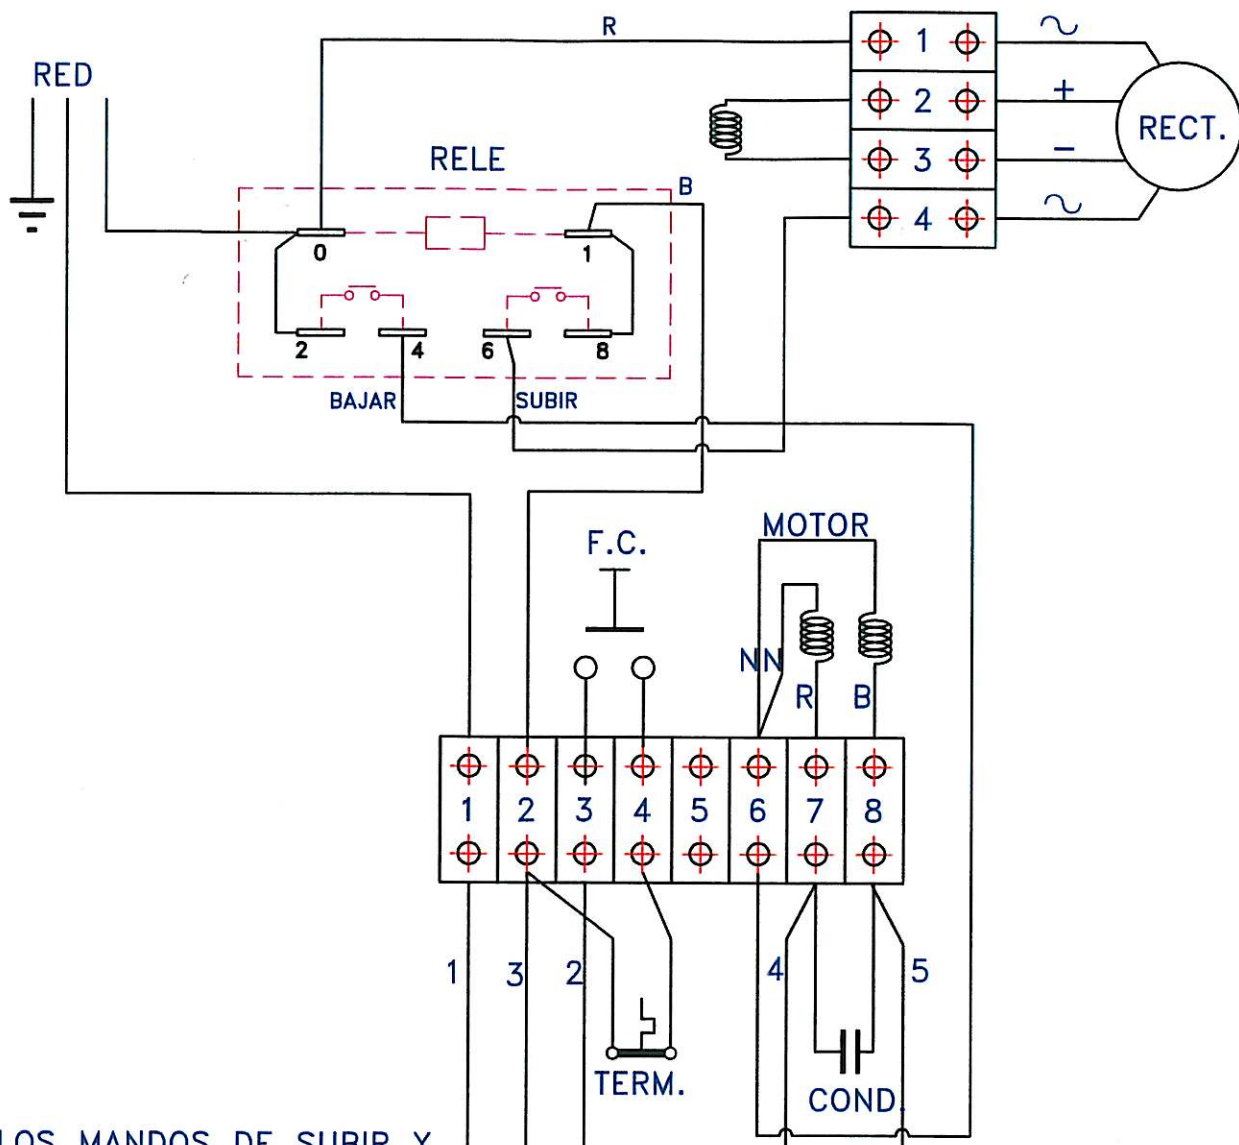 R
1
RED
2
+
RECT.
RELE
B
3
−
4
0
1
2
4
6
8
BAJAR
SUBIR
F.C.
MOTOR
NN
R
B
1 2 3 4 5 6 7 8
1
3
2
4
5
TERM.
COND.
LOS MANDOS DE SUBIR Y